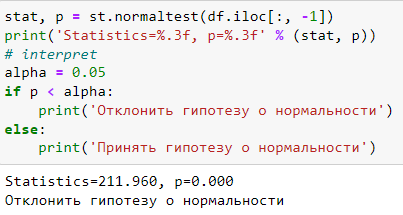 stat, p = st.normaltest(df.iloc[:, -1])
print('Statistics=%.3f, p=%.3f' % (stat, p))
# interpret
alpha = 0.05
if p < alpha:
    print('Отклонить гипотезу о нормальности')
else:
    print('Принять гипотезу о нормальности')
Statistics=211.960, p=0.000
Отклонить гипотезу о нормальности